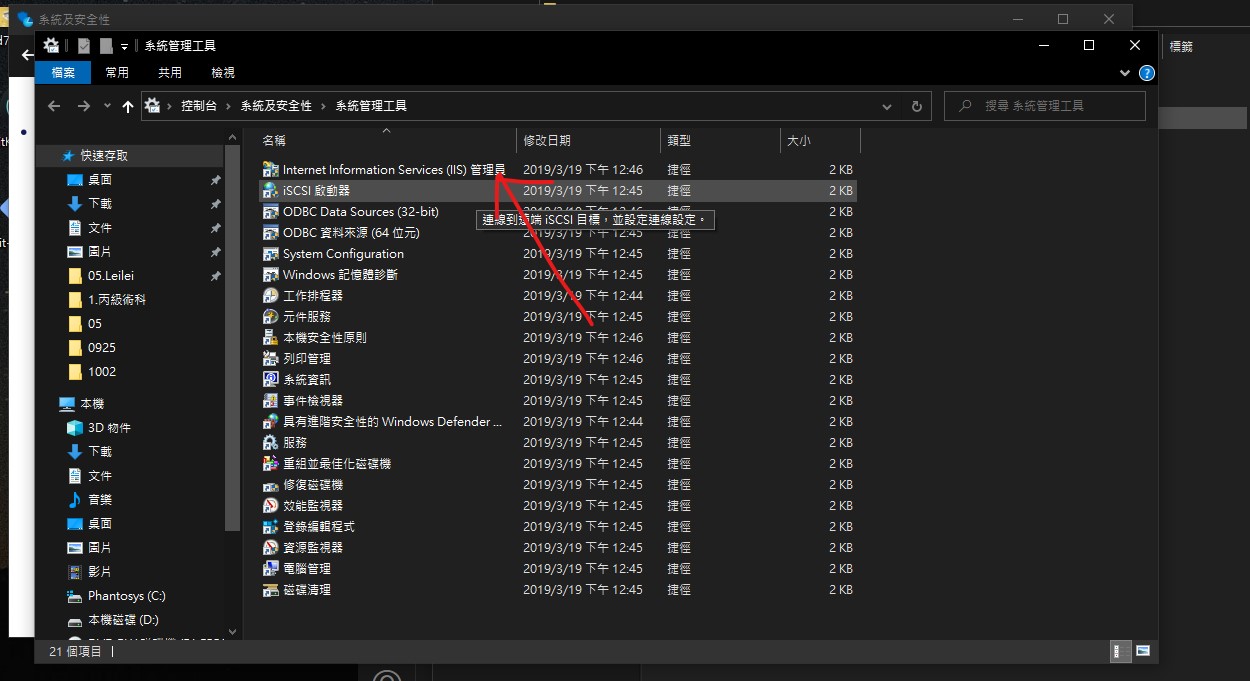 系統及安全性
系統管理工具
標籤
檔案 常用 共用 檢視
控制台 › 系統及安全性 › 系統管理工具
搜尋 系統管理工具
名稱 修改日期 類型 大小
快速存取
桌面
下載
文件
圖片
05.Leilei
1.丙級術科
05
0925
1002
本機
3D 物件
下載
文件
音樂
桌面
圖片
影片
Phantosys (C:)
本機磁碟 (D:)
Internet Information Services (IIS) 管理員 2019/3/19 下午 12:46 捷徑 2 KB
iSCSI 啟動器 2019/3/19 下午 12:45 捷徑 2 KB
ODBC Data Sources (32-bit) 捷徑 2 KB
連線到遠端 iSCSI 目標，並設定連線設定。
ODBC 資料來源 (64 位元) 2019/3/19 下午 12:45 捷徑 2 KB
System Configuration 2019/3/19 下午 12:45 捷徑 2 KB
Windows 記憶體診斷 2019/3/19 下午 12:45 捷徑 2 KB
工作排程器 2019/3/19 下午 12:44 捷徑 2 KB
元件服務 2019/3/19 下午 12:45 捷徑 2 KB
本機安全性原則 2019/3/19 下午 12:46 捷徑 2 KB
列印管理 2019/3/19 下午 12:46 捷徑 2 KB
系統資訊 2019/3/19 下午 12:45 捷徑 2 KB
事件檢視器 2019/3/19 下午 12:45 捷徑 2 KB
具有進階安全性的 Windows Defender ... 2019/3/19 下午 12:44 捷徑 2 KB
服務 2019/3/19 下午 12:45 捷徑 2 KB
重組並最佳化磁碟機 2019/3/19 下午 12:45 捷徑 2 KB
修復磁碟機 2019/3/19 下午 12:45 捷徑 2 KB
效能監視器 2019/3/19 下午 12:45 捷徑 2 KB
登錄編輯程式 2019/3/19 下午 12:45 捷徑 2 KB
資源監視器 2019/3/19 下午 12:45 捷徑 2 KB
電腦管理 2019/3/19 下午 12:45 捷徑 2 KB
磁碟清理 2019/3/19 下午 12:45 捷徑 2 KB
21 個項目